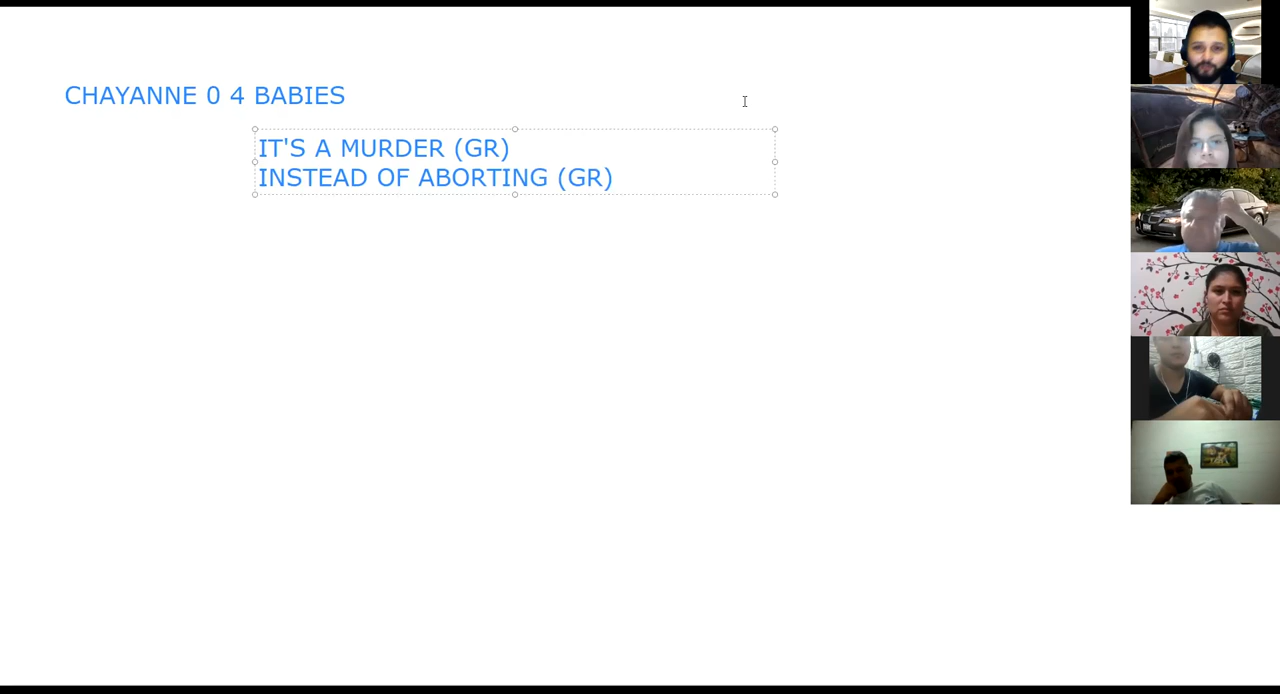 CHAYANNE 0 4 BABIES
IT'S A MURDER (GR)
INSTEAD OF ABORTING (GR)